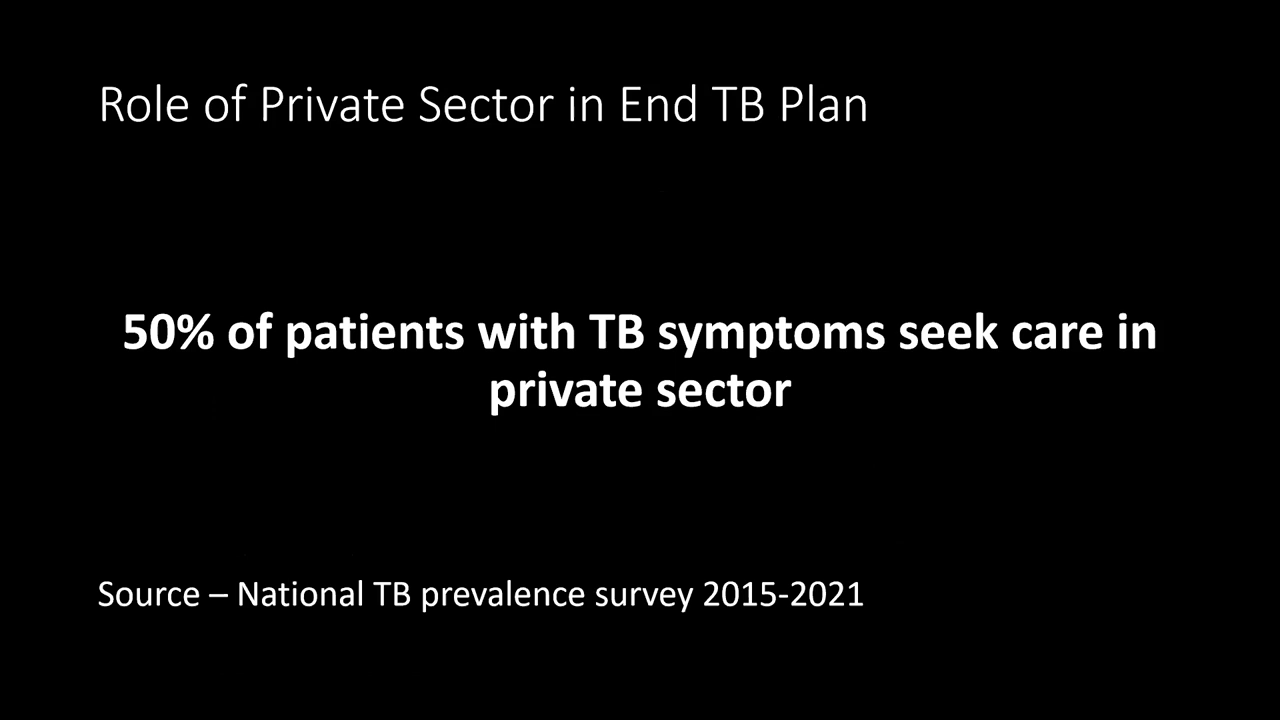 Role of Private Sector in End TB Plan
50% of patients with TB symptoms seek care in
private sector
Source – National TB prevalence survey 2015-2021